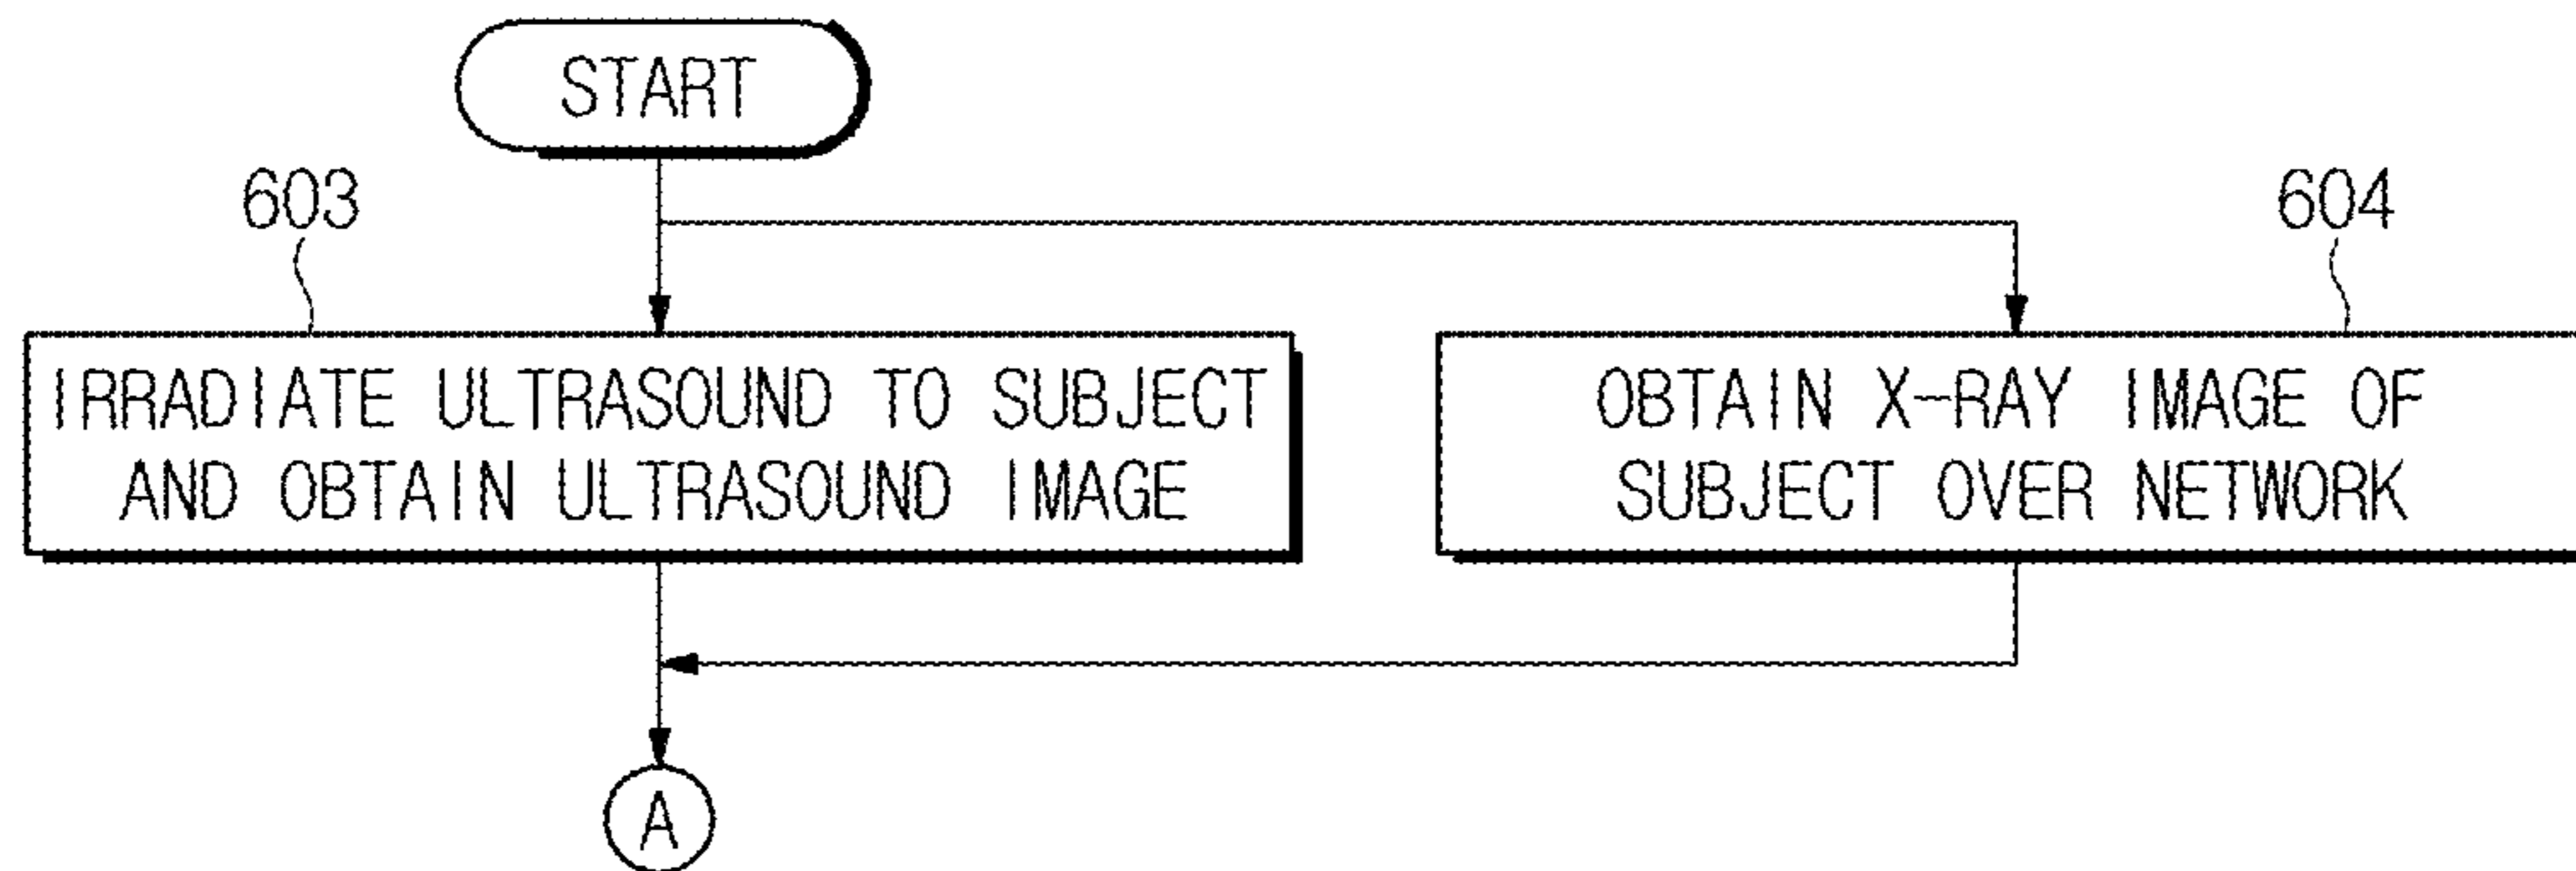 START
603
604
IRRADIATE ULTRASOUND TO SUBJECT
AND OBTAIN ULTRASOUND IMAGE
OBTAIN X-RAY IMAGE OF
SUBJECT OVER NETWORK
A